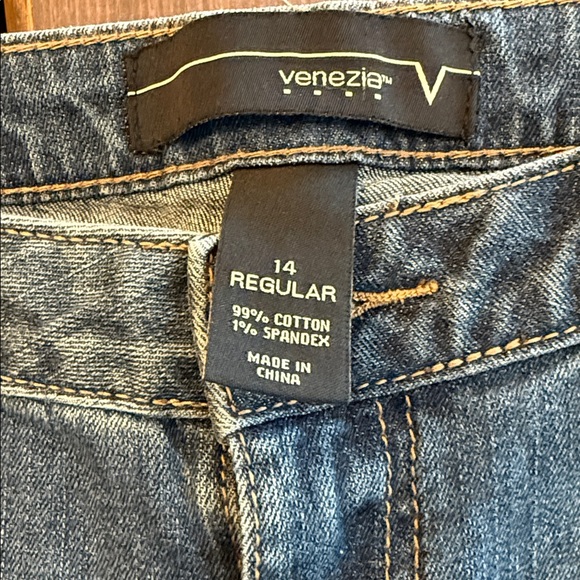 venezia™
14
REGULAR
99% COTTON
1% SPANDEX
MADE IN
CHINA